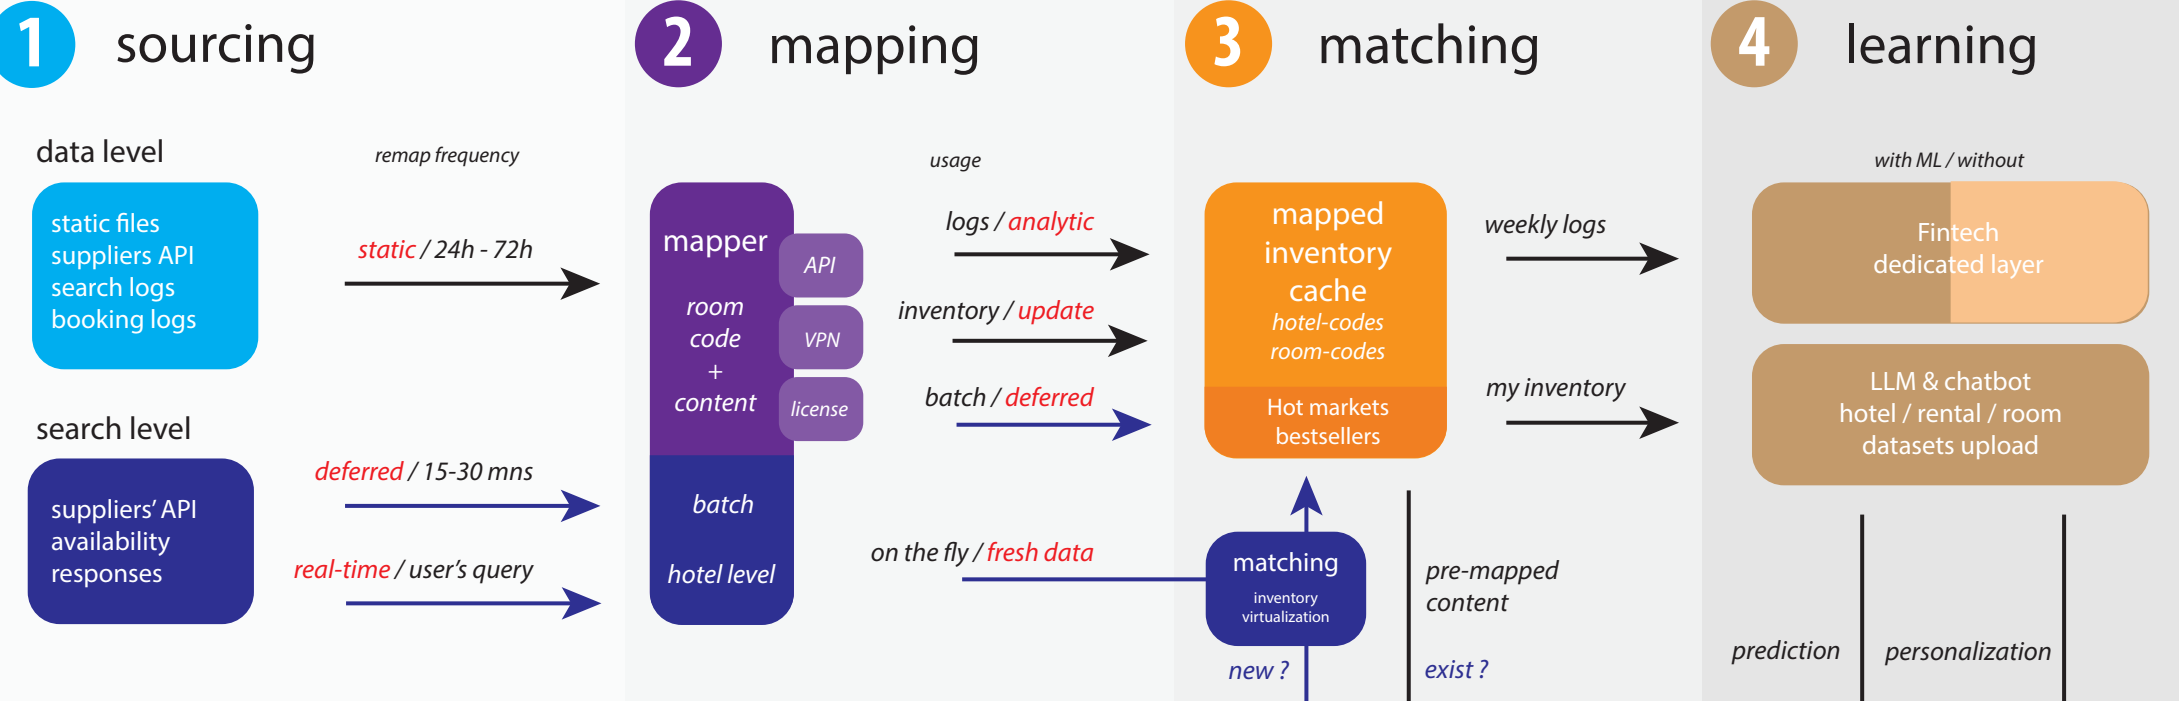 1 sourcing
data level
remap frequency
static files
suppliers API
search logs
booking logs
static / 24h - 72h
search level
suppliers' API
availability
responses
deferred / 15-30 mns
real-time / user's query
2 mapping
usage
mapper
room
code
+
content
API
VPN
license
batch
hotel level
logs / analytic
inventory / update
batch / deferred
on the fly / fresh data
3 matching
mapped
inventory
cache
hotel-codes
room-codes
Hot markets
bestsellers
weekly logs
my inventory
matching
inventory
virtualization
new ?
pre-mapped
content
exist ?
4 learning
with ML / without
Fintech
dedicated layer
LLM & chatbot
hotel / rental / room
datasets upload
prediction
personalization